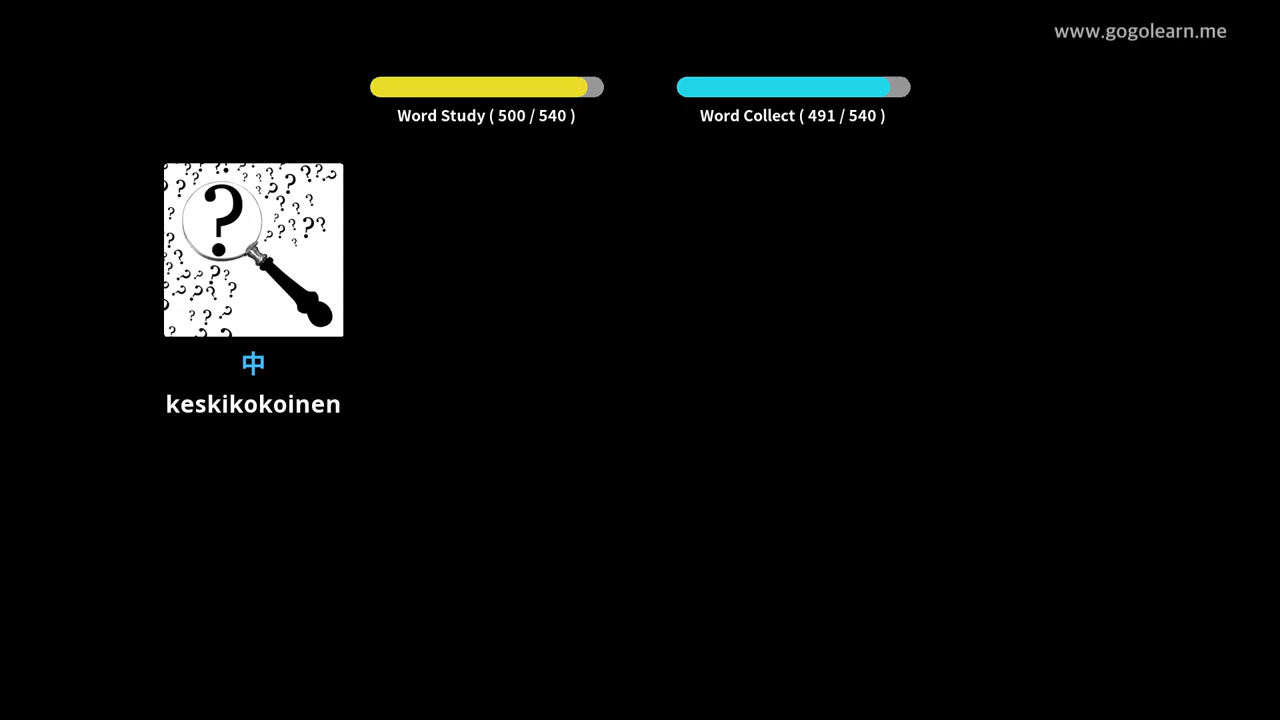 www.gogolearn.me
Word Study ( 500 / 540 )
Word Collect ( 491 / 540 )
?
中
keskikokoinen